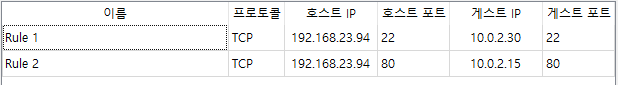 이름 프로토콜 호스트 IP 호스트 포트 게스트 IP 게스트 포트
Rule 1 TCP 192.168.23.94 22 10.0.2.30 22
Rule 2 TCP 192.168.23.94 80 10.0.2.15 80